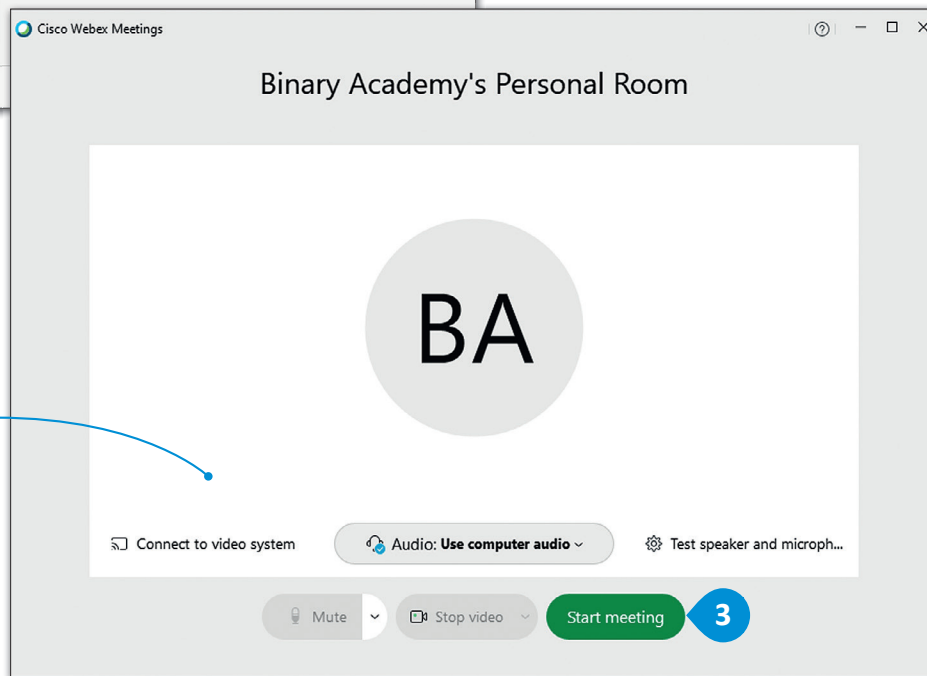 Cisco Webex Meetings
Binary Academy's Personal Room
BA
Connect to video system
Audio: Use computer audio
Test speaker and microph...
Mute
Stop video
Start meeting
3